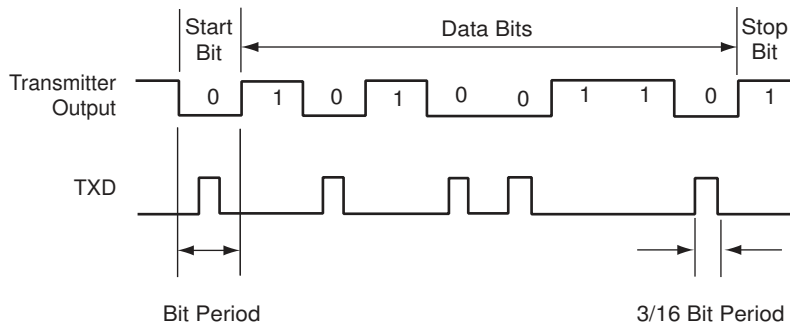 Start
Bit
Data Bits
Stop
Bit
Transmitter
Output
0 1 0 1 0 0 1 1 0 1
TXD
Bit Period 3/16 Bit Period